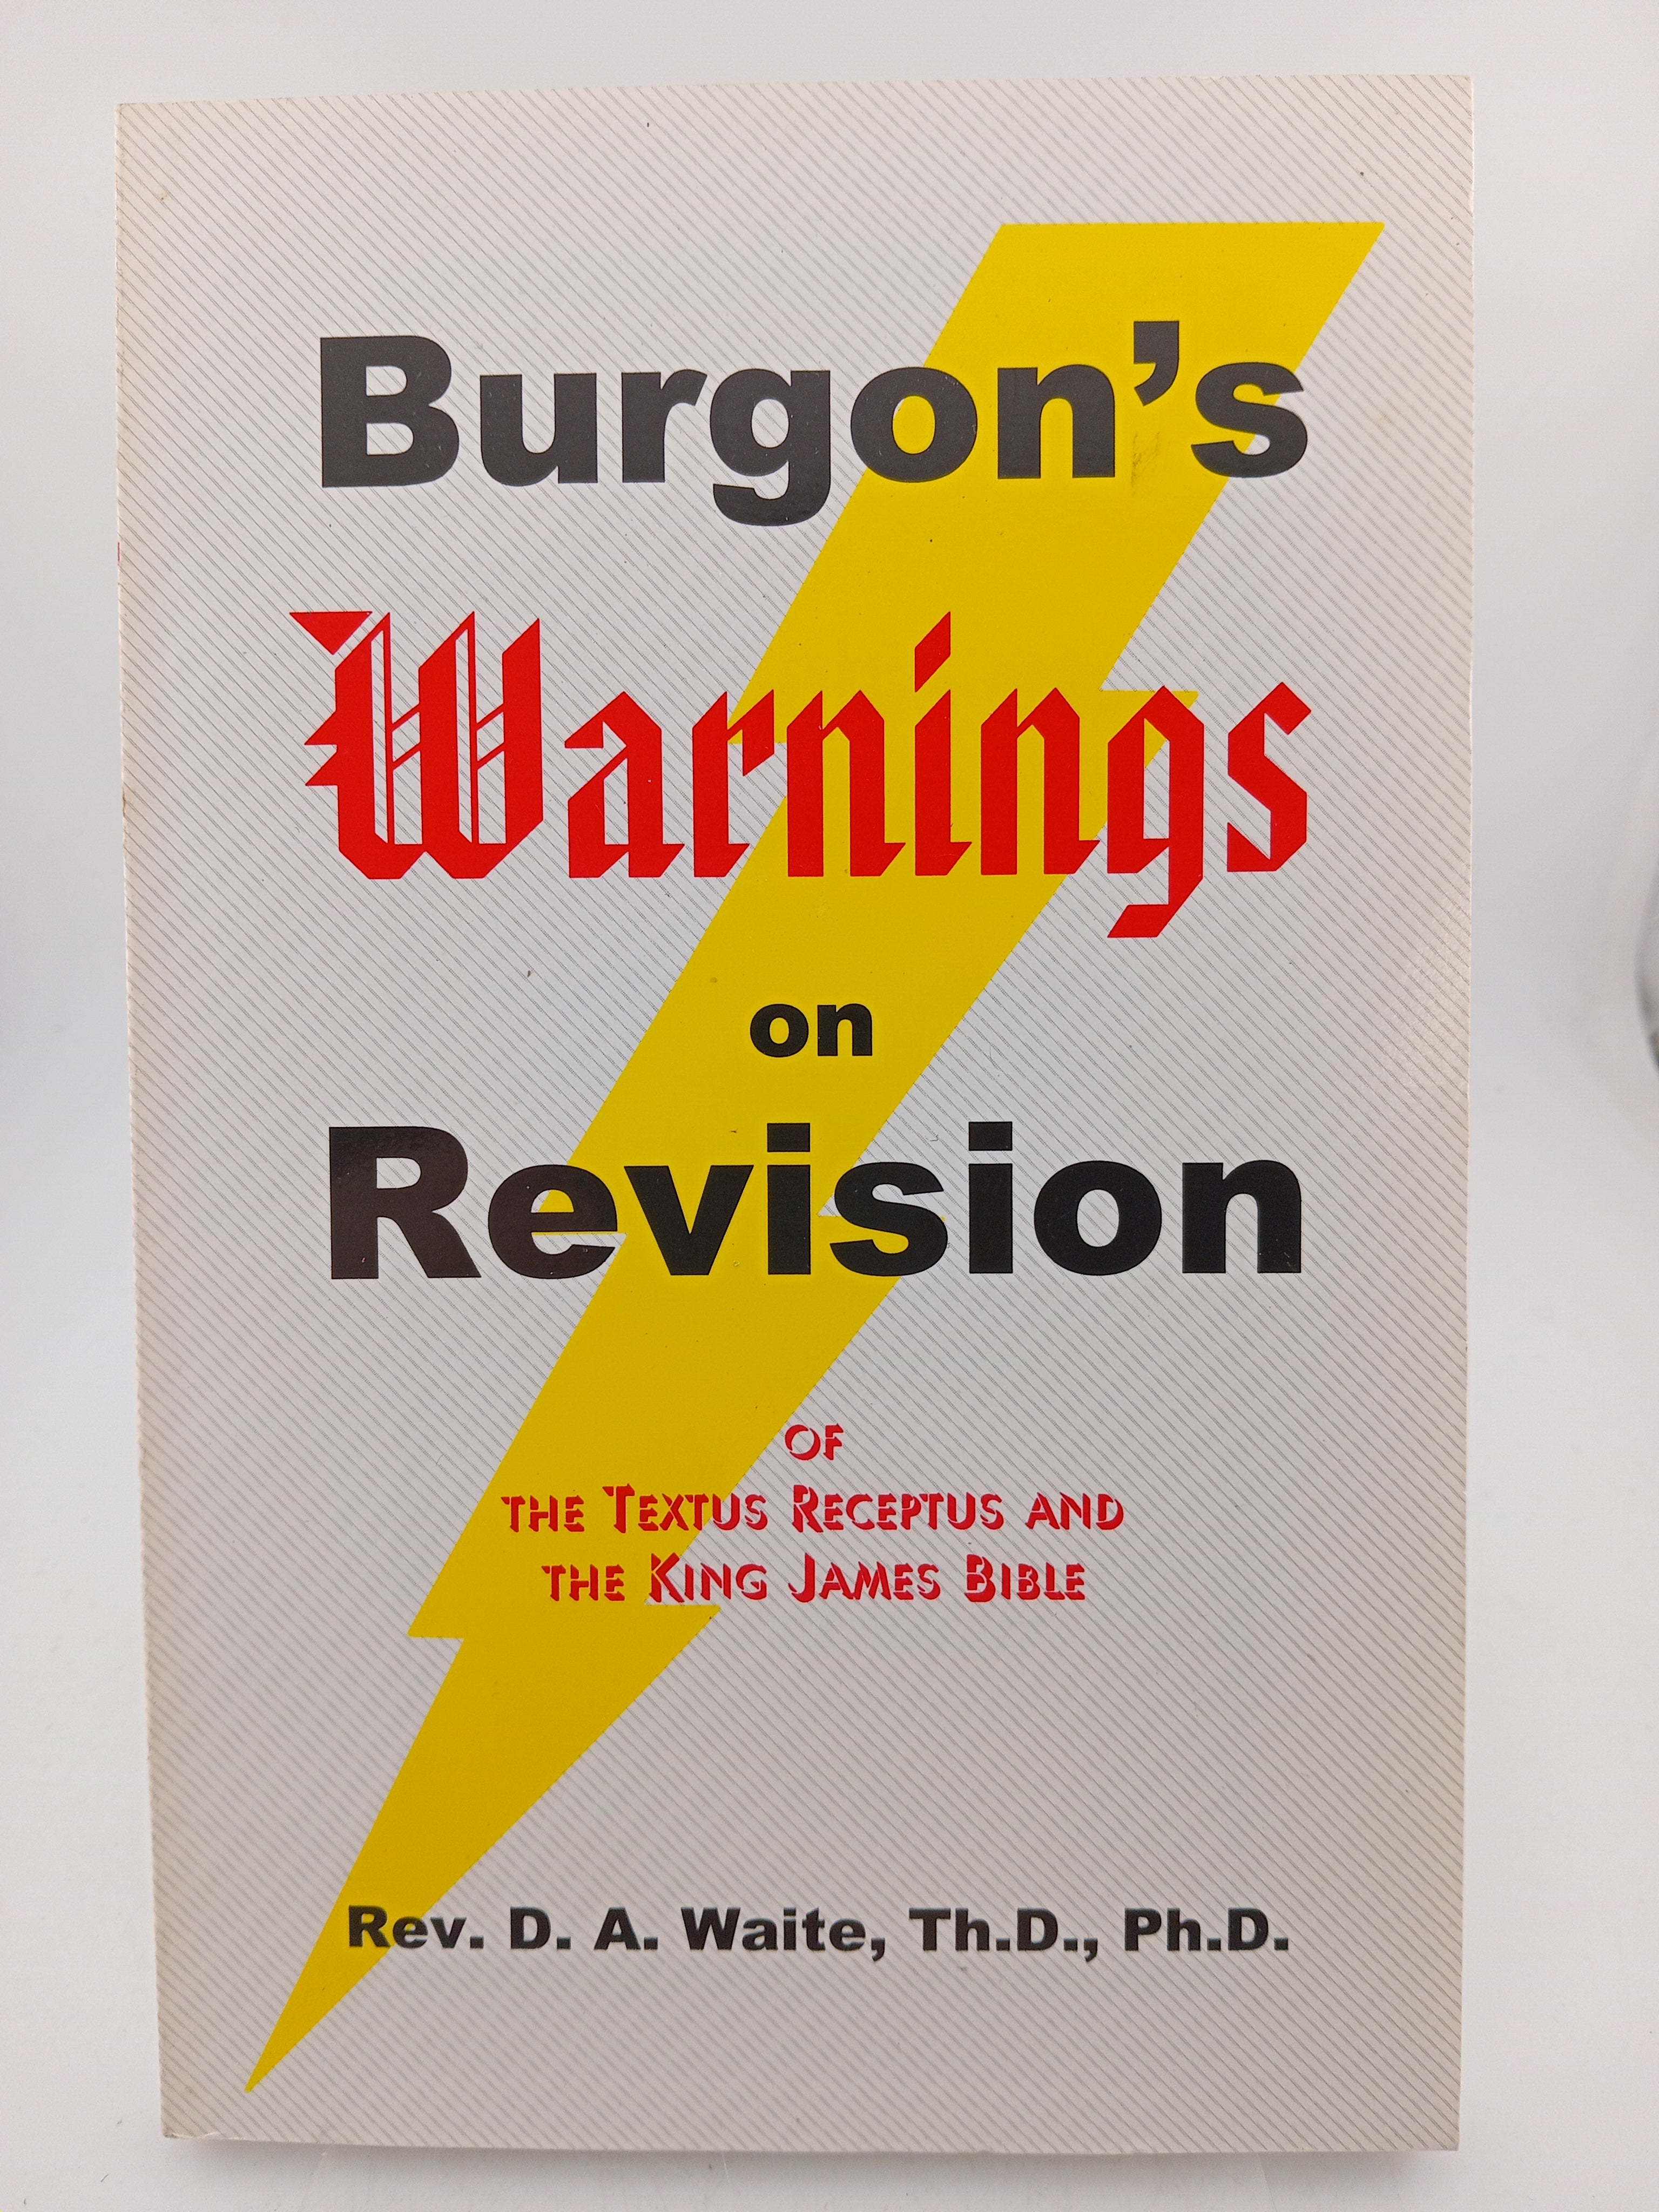 Burgon's
Warnings
on
Revision
OF
THE TEXTUS RECEPTUS AND
THE KING JAMES BIBLE
Rev. D. A. Waite, Th.D., Ph.D.